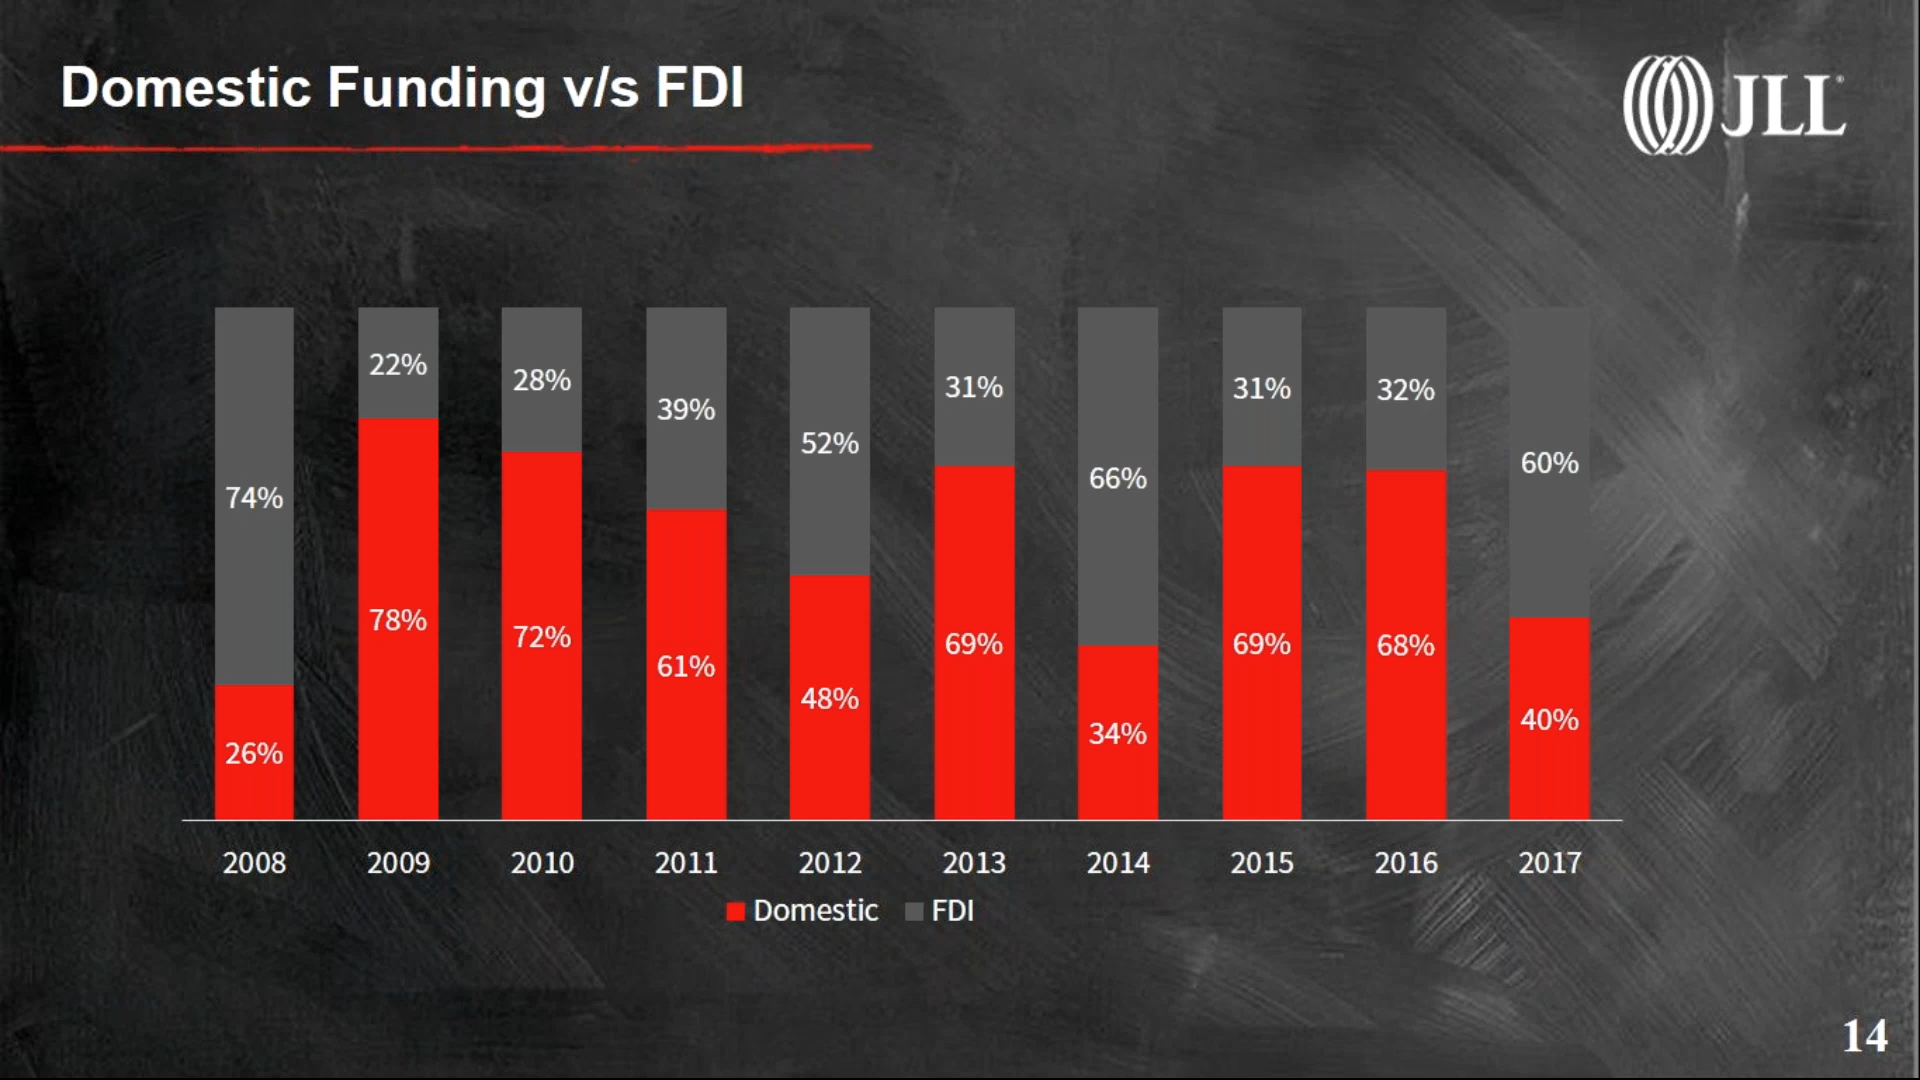 Domestic Funding v/s FDI
JLL
22% 28% 39% 52% 31% 66% 31% 32% 60%
74%
78% 72% 61% 48% 69% 34% 69% 68% 40%
26%
2008 2009 2010 2011 2012 2013 2014 2015 2016 2017
Domestic FDI
14